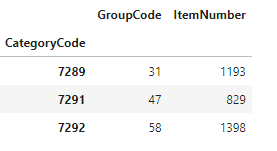 GroupCode ItemNumber
CategoryCode
7289 31 1193
7291 47 829
7292 58 1398